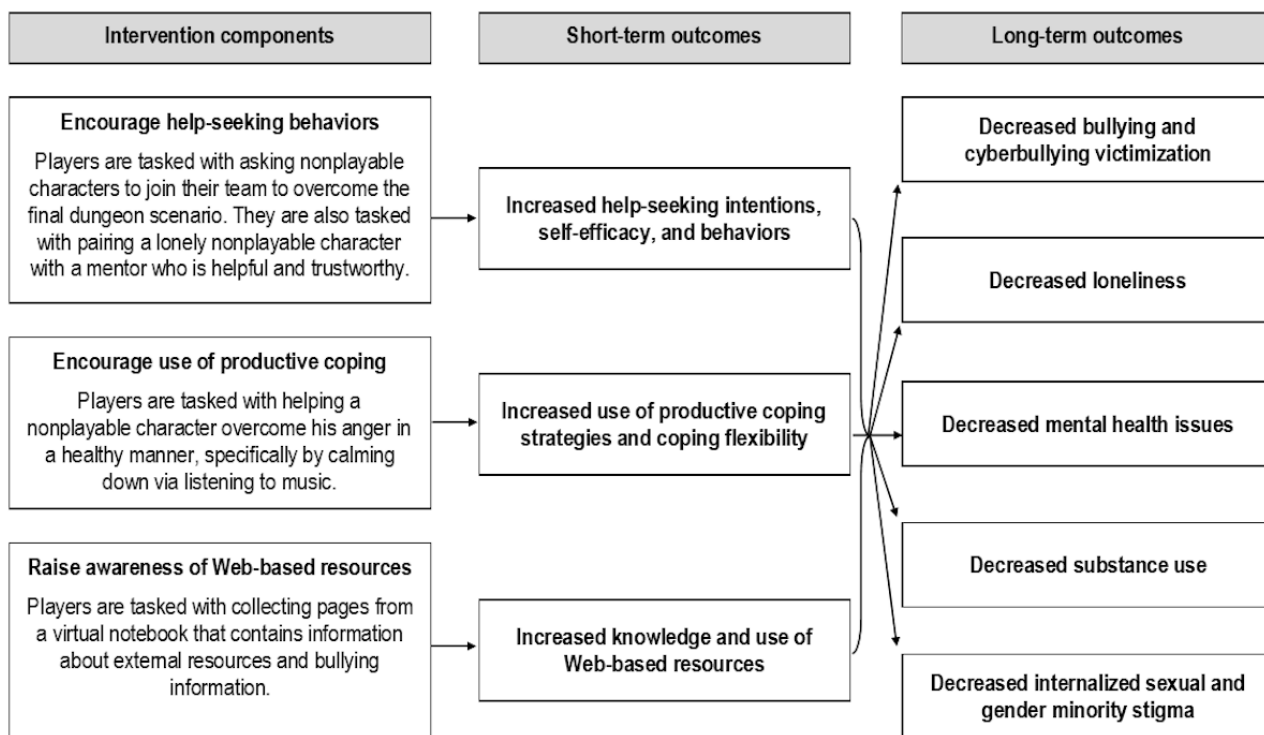 Intervention components
Short-term outcomes
Long-term outcomes
Encourage help-seeking behaviors
Players are tasked with asking nonplayable
characters to join their team to overcome the
final dungeon scenario. They are also tasked
with pairing a lonely nonplayable character
with a mentor who is helpful and trustworthy.
Increased help-seeking intentions,
self-efficacy, and behaviors
Encourage use of productive coping
Players are tasked with helping a
nonplayable character overcome his anger in
a healthy manner, specifically by calming
down via listening to music.
Increased use of productive coping
strategies and coping flexibility
Raise awareness of Web-based resources
Players are tasked with collecting pages from
a virtual notebook that contains information
about external resources and bullying
information.
Increased knowledge and use of
Web-based resources
Decreased bullying and
cyberbullying victimization
Decreased loneliness
Decreased mental health issues
Decreased substance use
Decreased internalized sexual and
gender minority stigma